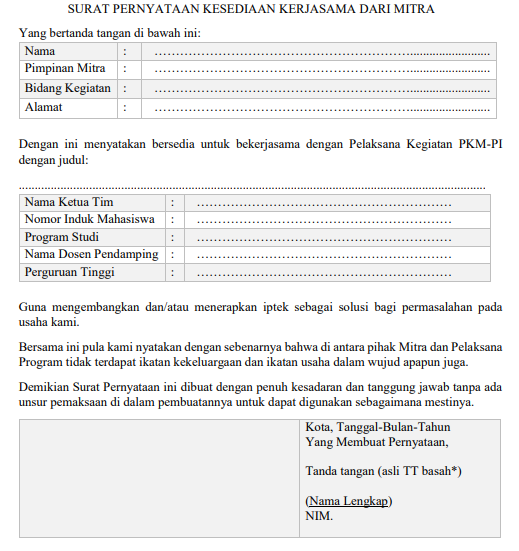 SURAT PERNYATAAN KESEDIAAN KERJASAMA DARI MITRA
Yang bertanda tangan di bawah ini:
Nama : ……………………………………………………............................
Pimpinan Mitra : ……………………………………………………............................
Bidang Kegiatan : ……………………………………………………............................
Alamat : ……………………………………………………............................
Dengan ini menyatakan bersedia untuk bekerjasama dengan Pelaksana Kegiatan PKM-PI
dengan judul:
.....................................................................................................................................................
Nama Ketua Tim : ……………………………………………………
Nomor Induk Mahasiswa : ……………………………………………………
Program Studi : ……………………………………………………
Nama Dosen Pendamping : ……………………………………………………
Perguruan Tinggi : ……………………………………………………
Guna mengembangkan dan/atau menerapkan iptek sebagai solusi bagi permasalahan pada
usaha kami.
Bersama ini pula kami nyatakan dengan sebenarnya bahwa di antara pihak Mitra dan Pelaksana
Program tidak terdapat ikatan kekeluargaan dan ikatan usaha dalam wujud apapun juga.
Demikian Surat Pernyataan ini dibuat dengan penuh kesadaran dan tanggung jawab tanpa ada
unsur pemaksaan di dalam pembuatannya untuk dapat digunakan sebagaimana mestinya.
Kota, Tanggal-Bulan-Tahun
Yang Membuat Pernyataan,
Tanda tangan (asli TT basah*)
(Nama Lengkap)
NIM.